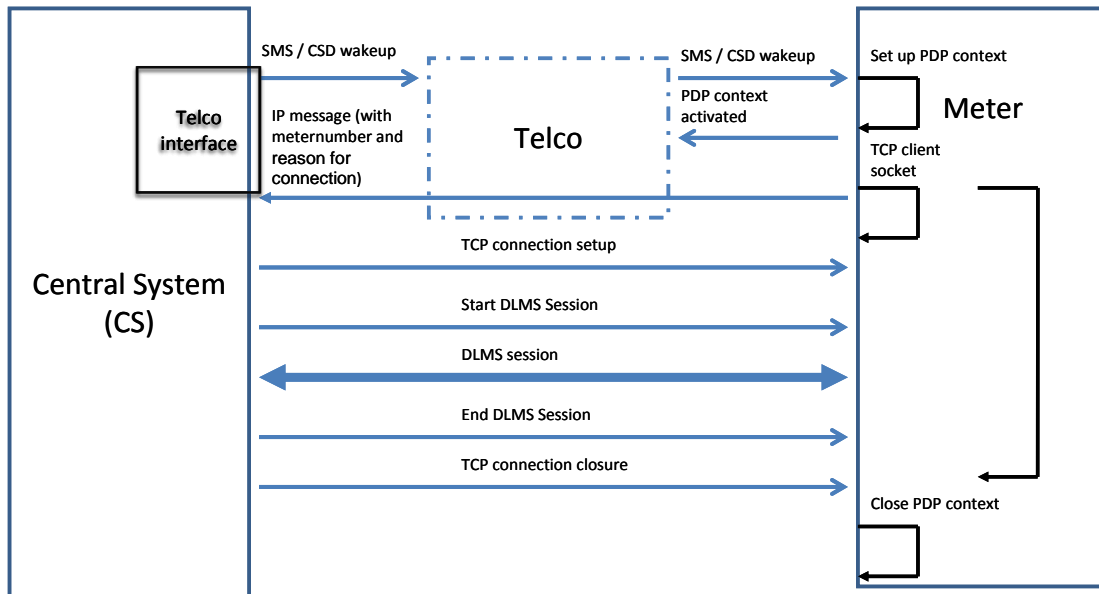 SMS / CSD wakeup
SMS / CSD wakeup
Set up PDP context
Telco
interface
IP message (with
meternumber and
reason for
connection)
Telco
PDP context
activated
Meter
TCP client
socket
TCP connection setup
Central System
(CS)
Start DLMS Session
DLMS session
End DLMS Session
TCP connection closure
Close PDP context